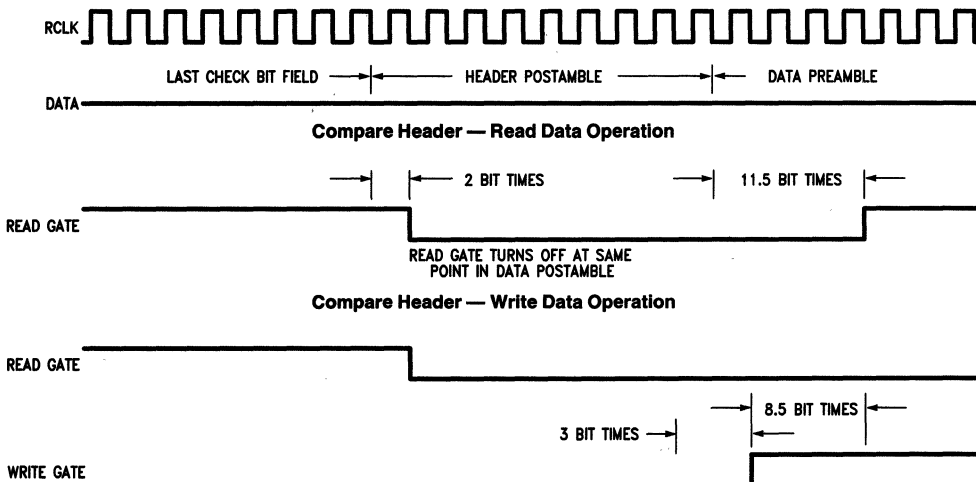 RCLK
LAST CHECK BIT FIELD
HEADER POSTAMBLE
DATA PREAMBLE
DATA
Compare Header — Read Data Operation
2 BIT TIMES
11.5 BIT TIMES
READ GATE
READ GATE TURNS OFF AT SAME
POINT IN DATA POSTAMBLE
Compare Header — Write Data Operation
READ GATE
8.5 BIT TIMES
3 BIT TIMES
WRITE GATE